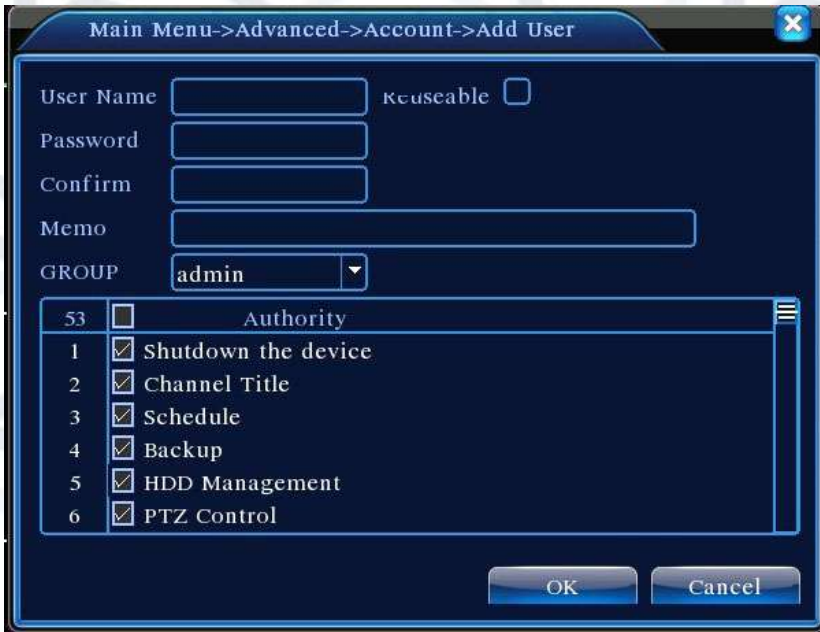 Main Menu->Advanced->Account->Add User
User Name Reuseable
Password
Confirm
Memo
GROUP admin
53 Authority
1 Shutdown the device
2 Channel Title
3 Schedule
4 Backup
5 HDD Management
6 PTZ Control
OK Cancel